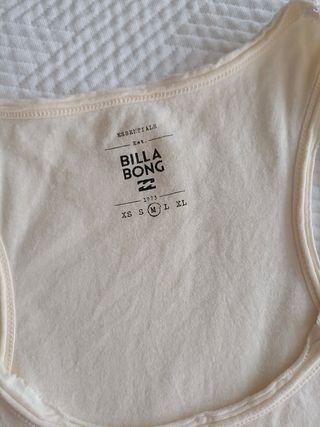 ESSENTIALS
Est.
BILLA
BONG
1973
XS S M L XL